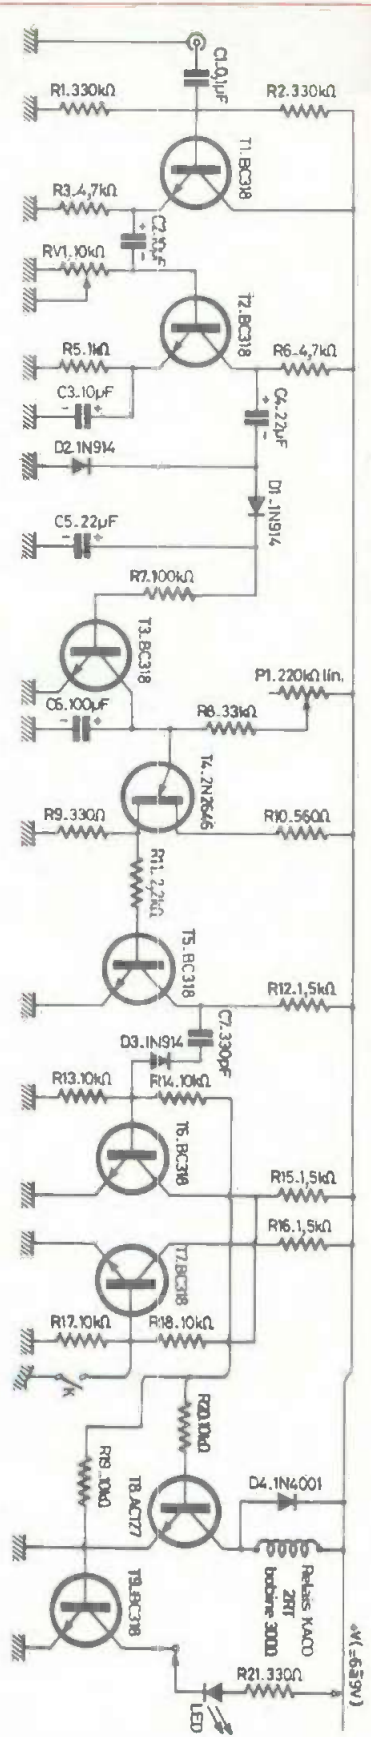 C1.0,1µF
R1.330kΩ
R2.330kΩ
T1.BC318
R3.4,7kΩ
RV1.10kΩ
T2.BC318
R5.1kΩ
R6.4,7kΩ
C3.10µF
C4.22µF
D2.1N914
D1.1N914
C5.22µF
R7.100kΩ
T3.BC318
P1.220kΩ lin.
C6.100µF
R8.33kΩ
T4.2N2646
R9.330Ω
R10.560Ω
R11.2,2kΩ
T5.BC318
R12.1,5kΩ
C7.330pF
D3.1N914
R13.10kΩ
R14.10kΩ
T6.BC318
R15.1,5kΩ
R16.1,5kΩ
T7.BC318
R17.10kΩ
R18.10kΩ
K
R20.10kΩ
R19.10kΩ
T8.AC127
D4.1N4001
Relais KACO
2RT
bobine 300Ω
T9.BC318
+V(=6à9V)
R21.330Ω
LED